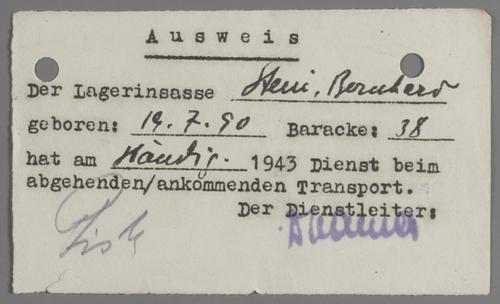 Ausweis
Der Lagerinsasse Stein, Bernhard
geboren: 19.7.90 Baracke: 38
hat am Ständig. 1943 Dienst beim
abgehenden/ankommenden Transport.
Der Dienstleiter: